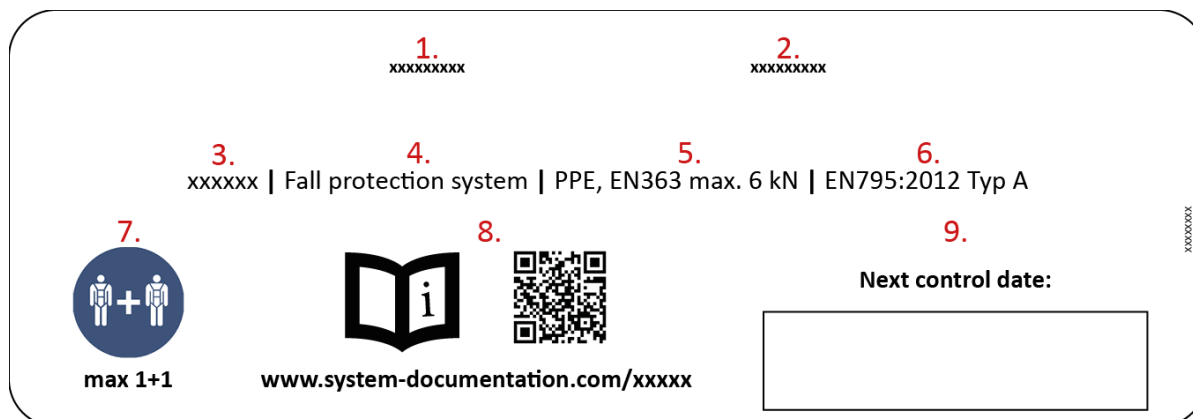 1.
2.
xxxxxxxxx
xxxxxxxxx
3.
4.
5.
6.
xxxxxx | Fall protection system | PPE, EN363 max. 6 kN | EN795:2012 Typ A
xxxxxxxx
7.
8.
9.
i
Next control date:
max 1+1
www.system-documentation.com/xxxxx